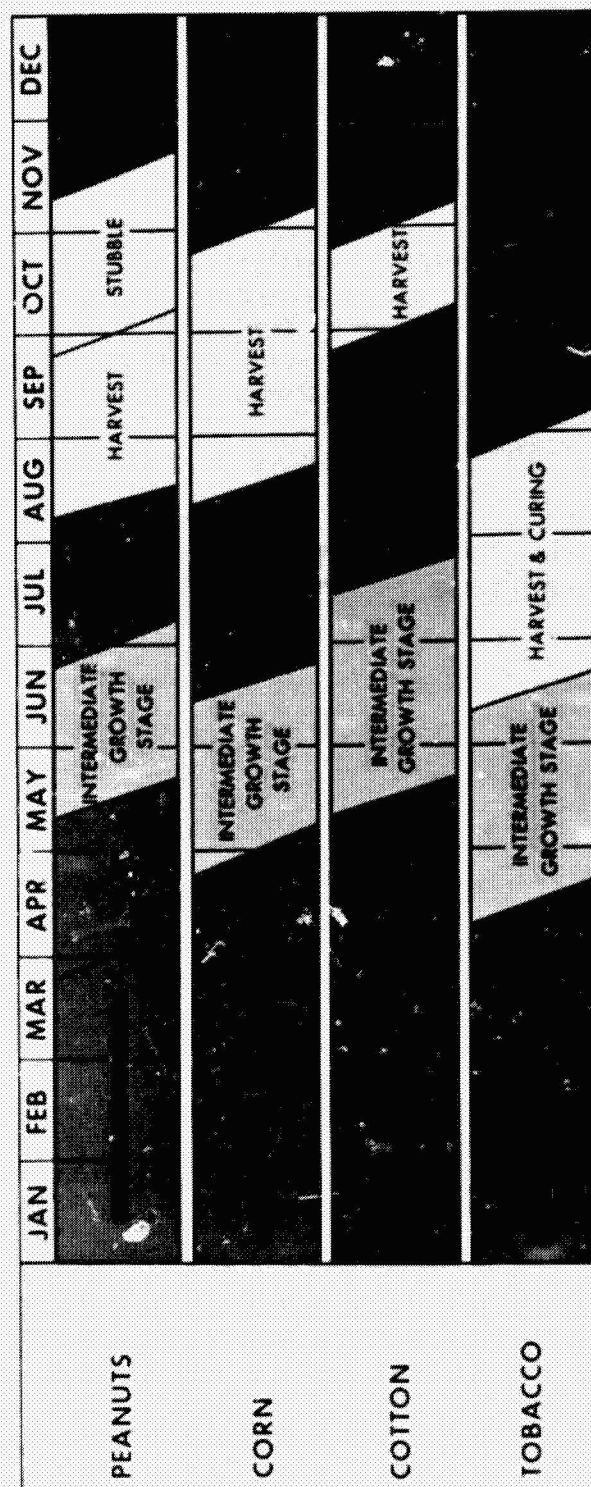 JAN FEB MAR APR MAY JUN JUL AUG SEP OCT NOV DEC
PEANUTS
INTERMEDIATE
GROWTH
STAGE
HARVEST
STUBBLE
CORN
INTERMEDIATE
GROWTH
STAGE
HARVEST
COTTON
INTERMEDIATE
GROWTH STAGE
HARVEST
TOBACCO
INTERMEDIATE
GROWTH STAGE
HARVEST & CURING